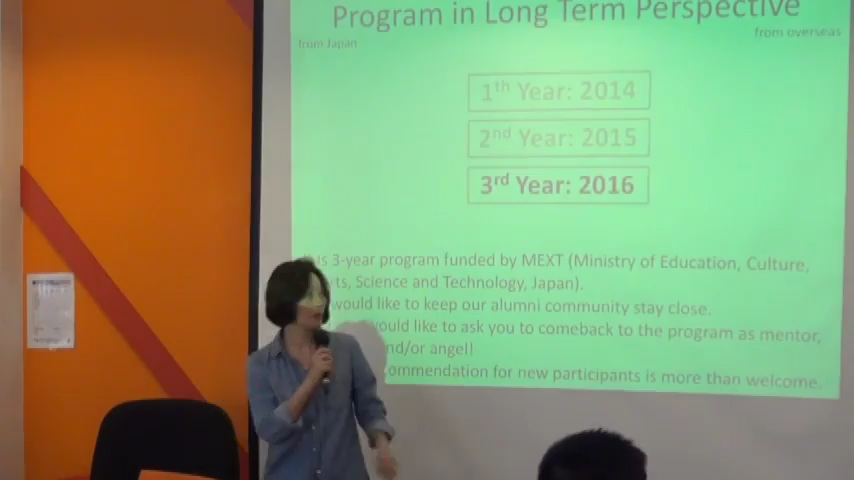 Program in Long Term Perspective
from Japan
from overseas
1th Year: 2014
2nd Year: 2015
3rd Year: 2016
is 3-year program funded by MEXT (Ministry of Education, Culture,
ts, Science and Technology, Japan).
would like to keep our alumni community stay close.
ould like to ask you to comeback to the program as mentor,
nd/or angel!
ommendation for new participants is more than welcome.